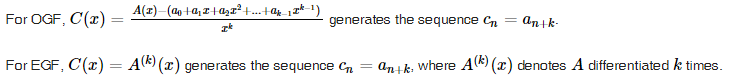 For OGF, C(x) = \frac{A(x)-(a_0+a_1x+a_2x^2+...+a_{k-1}x^{k-1})}{x^k} generates the sequence c_n = a_{n+k}.
For EGF, C(x) = A^{(k)}(x) generates the sequence c_n = a_{n+k}, where A^{(k)}(x) denotes A differentiated k times.